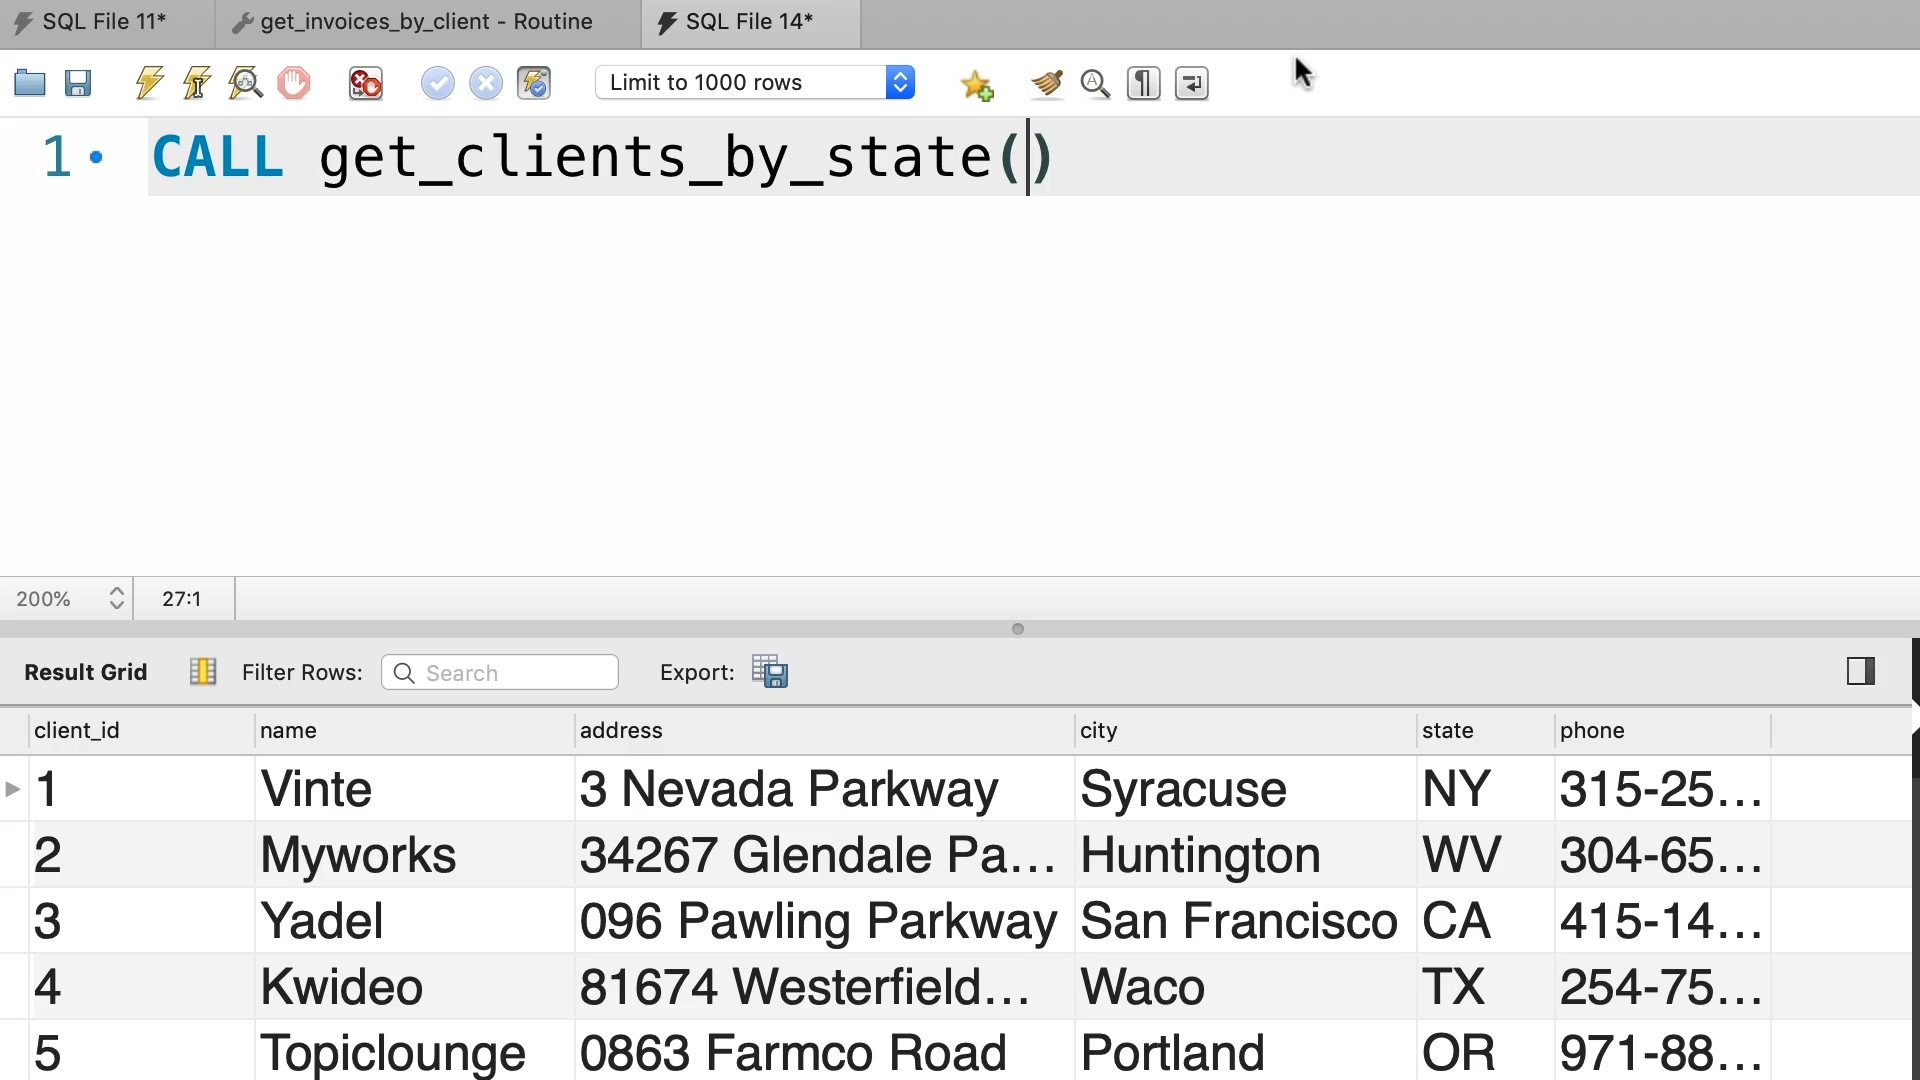 SQL File 11* get_invoices_by_client - Routine SQL File 14*
Limit to 1000 rows
1 CALL get_clients_by_state()
200% 27:1
Result Grid Filter Rows: Search Export:
client_id name address city state phone
1 Vinte 3 Nevada Parkway Syracuse NY 315-25...
2 Myworks 34267 Glendale Pa... Huntington WV 304-65...
3 Yadel 096 Pawling Parkway San Francisco CA 415-14...
4 Kwideo 81674 Westerfield... Waco TX 254-75...
5 Topiclounge 0863 Farmco Road Portland OR 971-88...